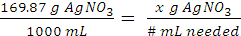 169.87 g AgNO₃ / 1000 mL = x g AgNO₃ / # mL needed